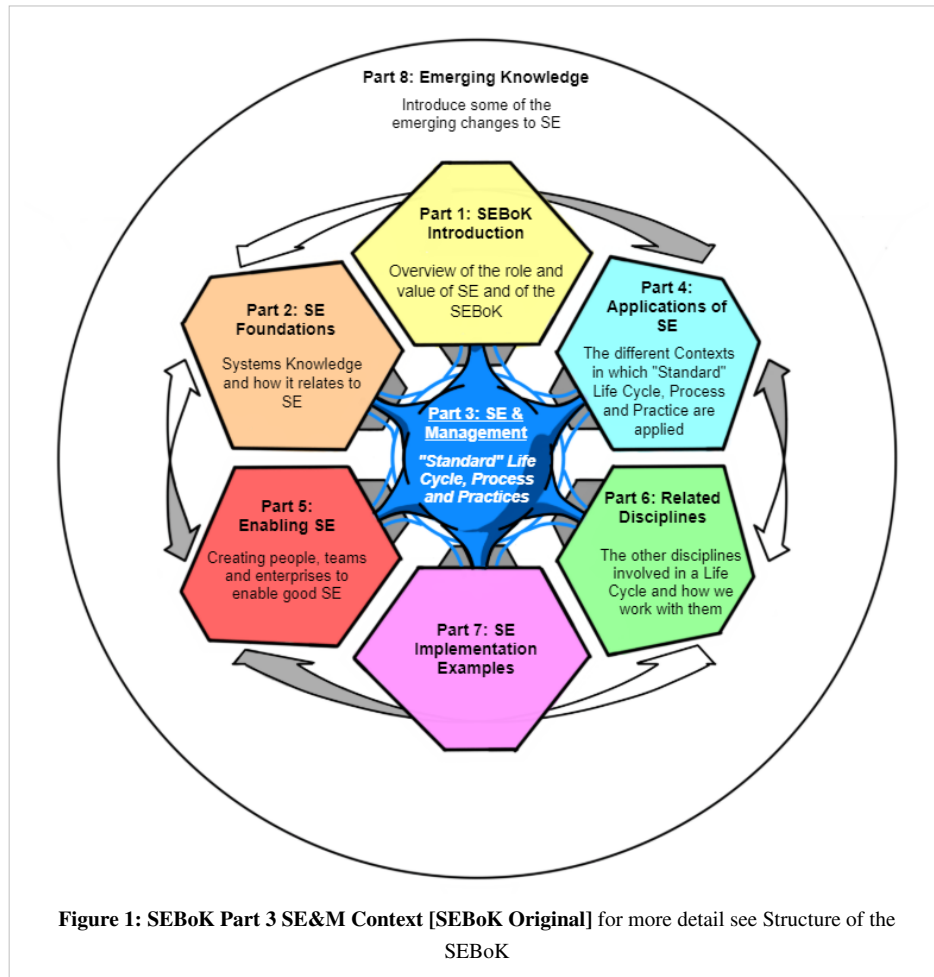 Part 8: Emerging Knowledge
Introduce some of the
emerging changes to SE
Part 1: SEBoK
Introduction
Overview of the role and
value of SE and of the
SEBoK
Part 2: SE
Foundations
Systems Knowledge
and how it relates to
SE
Part 4:
Applications of
SE
The different Contexts
in which "Standard"
Life Cycle, Process
and Practice are
applied
Part 3: SE &
Management
"Standard" Life
Cycle, Process
and Practices
Part 5:
Enabling SE
Creating people, teams
and enterprises to
enable good SE
Part 6: Related
Disciplines
The other disciplines
involved in a Life
Cycle and how we
work with them
Part 7: SE
Implementation
Examples
Figure 1: SEBoK Part 3 SE&M Context [SEBoK Original] for more detail see Structure of the
SEBoK